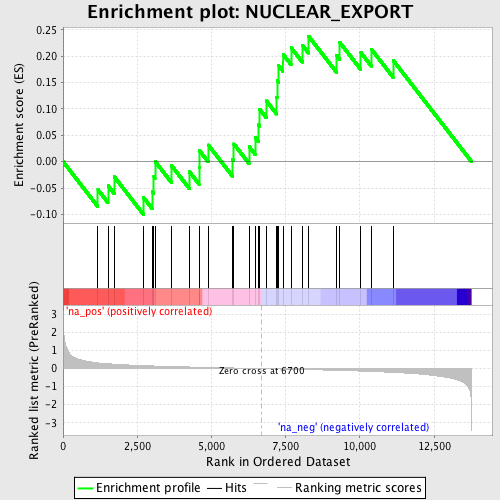 Enrichment plot: NUCLEAR_EXPORT
Enrichment score (ES)
0.25
0.20
0.15
0.10
0.05
0.00
-0.05
-0.10
'na_pos' (positively correlated)
Ranked list metric (PreRanked)
3
2
1
0
-1
-2
-3
Zero cross at 6700
'na_neg' (negatively correlated)
0 2,500 5,000 7,500 10,000 12,500
Rank in Ordered Dataset
Enrichment profile Hits Ranking metric scores